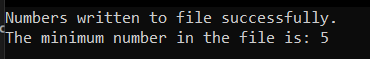 Numbers written to file successfully.
The minimum number in the file is: 5